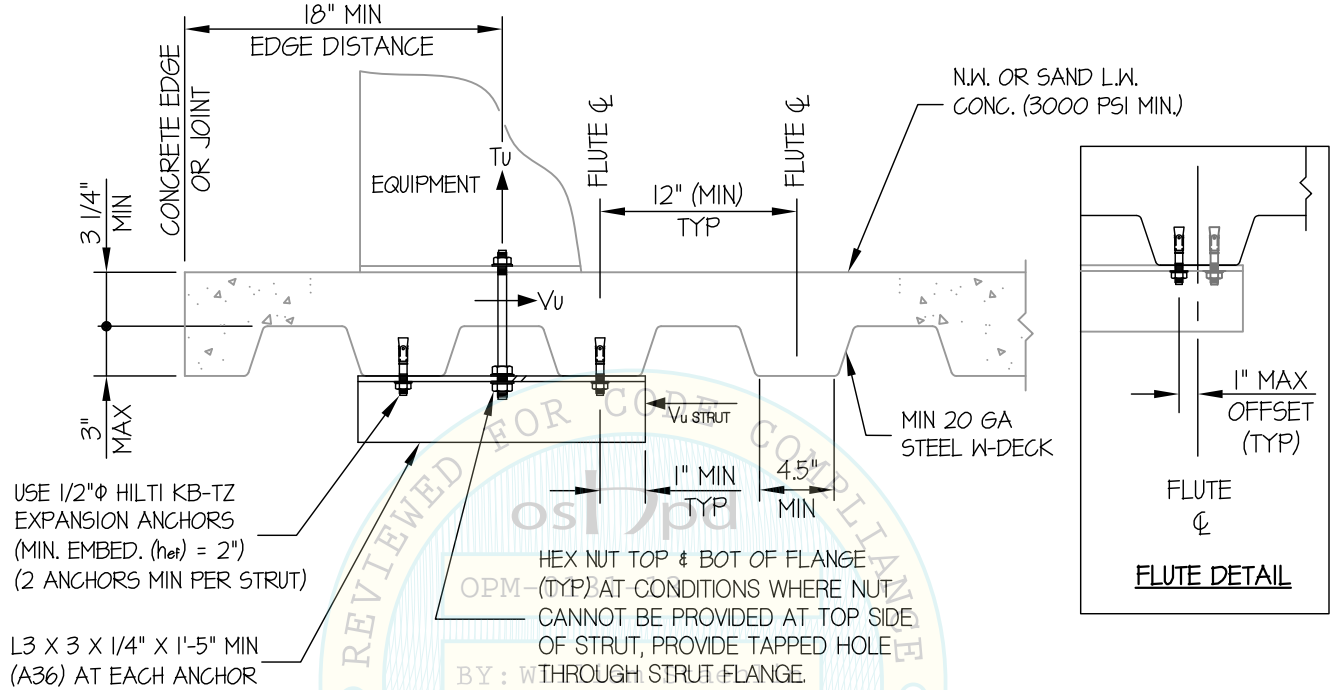 18" MIN
EDGE DISTANCE
CONCRETE EDGE
OR JOINT
N.W. OR SAND L.W.
CONC. (3000 PSI MIN.)
FLUTE ℄
FLUTE ℄
Tu
EQUIPMENT
12" (MIN)
TYP
3 1/4"
MIN
Vu
3"
MAX
Vu STRUT
MIN 20 GA
STEEL W-DECK
1" MIN
TYP
4.5"
MIN
USE 1/2"Φ HILTI KB-TZ
EXPANSION ANCHORS
(MIN. EMBED. (hef) = 2")
(2 ANCHORS MIN PER STRUT)
L3 X 3 X 1/4" X 1'-5" MIN
(A36) AT EACH ANCHOR
HEX NUT TOP & BOT OF FLANGE
(TYP) AT CONDITIONS WHERE NUT
CANNOT BE PROVIDED AT TOP SIDE
OF STRUT, PROVIDE TAPPED HOLE
THROUGH STRUT FLANGE.
1" MAX
OFFSET
(TYP)
FLUTE
℄
FLUTE DETAIL
REVIEWED FOR CODE COMPLIANCE
oshpd
BY: